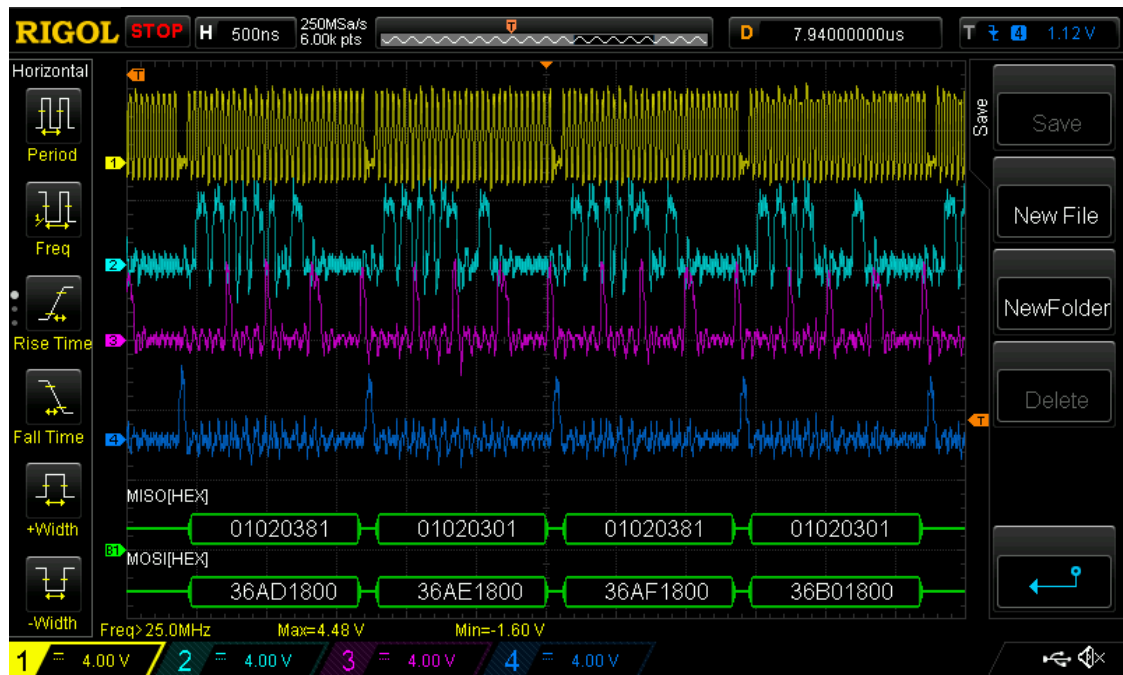 RIGOL STOP H 500ns 250MSa/s 6.00k pts T D 7.94000000us T 4 1.12 V
Horizontal
T
Period
1
Freq
2
Rise Time
3
Fall Time
4
T
+Width
MISO[HEX]
01020381 01020301 01020381 01020301
B1
MOSI[HEX]
36AD1800 36AE1800 36AF1800 36B01800
-Width
Freq>25.0MHz Max=4.48 V Min=-1.60 V
1 4.00 V 2 4.00 V 3 4.00 V 4 4.00 V
Save
Save
New File
NewFolder
Delete